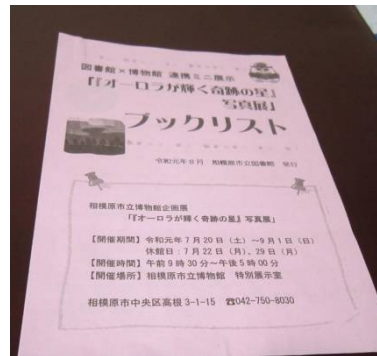 図書館×博物館 連携ミニ展示
「『オーロラが輝く奇跡の星』
写真展」
ブックリスト
令和元年8月 相模原市立図書館 発行
相模原市立博物館企画展
「『オーロラが輝く奇跡の星』写真展」
【開催期間】令和元年7月20日(土)~9月1日(日)
休館日:7月22日(月)、29日(月)
【開催時間】午前9時30分~午後5時00分
【開催場所】相模原市立博物館 特別展示室
相模原市中央区高根3-1-15 ☎042-750-8030